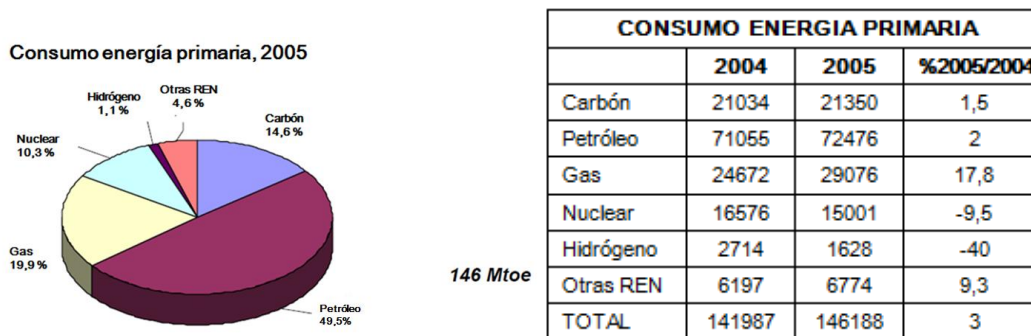 Consumo energía primaria, 2005
Hidrógeno
1,1 %
Otras REN
4,6 %
Carbón
14,6 %
Nuclear
10,3 %
Gas
19,9 %
Petróleo
49,5%
146 Mtoe
CONSUMO ENERGIA PRIMARIA
2004 2005 %2005/2004
Carbón 21034 21350 1,5
Petróleo 71055 72476 2
Gas 24672 29076 17,8
Nuclear 16576 15001 -9,5
Hidrógeno 2714 1628 -40
Otras REN 6197 6774 9,3
TOTAL 141987 146188 3